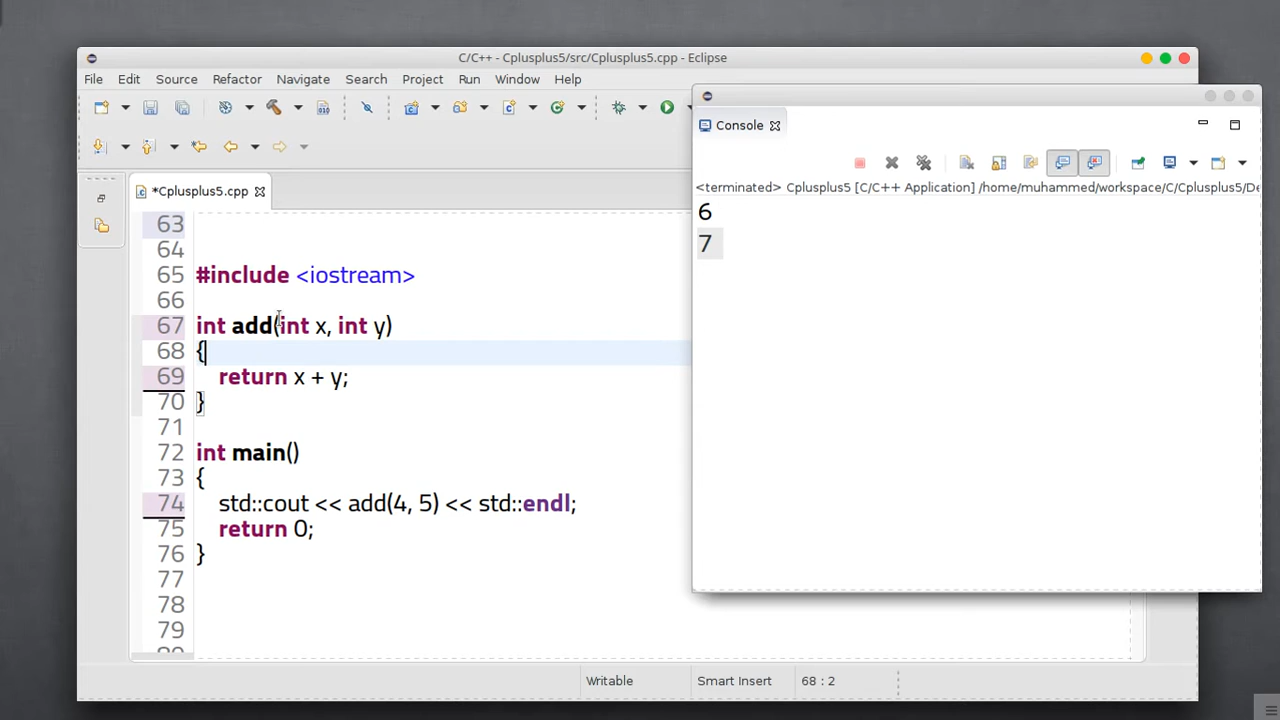 C/C++ - Cplusplus5/src/Cplusplus5.cpp - Eclipse
File Edit Source Refactor Navigate Search Project Run Window Help
*Cplusplus5.cpp
63
64
65 #include <iostream>
66
67 int add(int x, int y)
68 {
69 return x + y;
70 }
71
72 int main()
73 {
74 std::cout << add(4, 5) << std::endl;
75 return 0;
76 }
77
78
79
Writable Smart Insert 68 : 2
Console
<terminated> Cplusplus5 [C/C++ Application] /home/muhammed/workspace/C/Cplusplus5/De
6
7